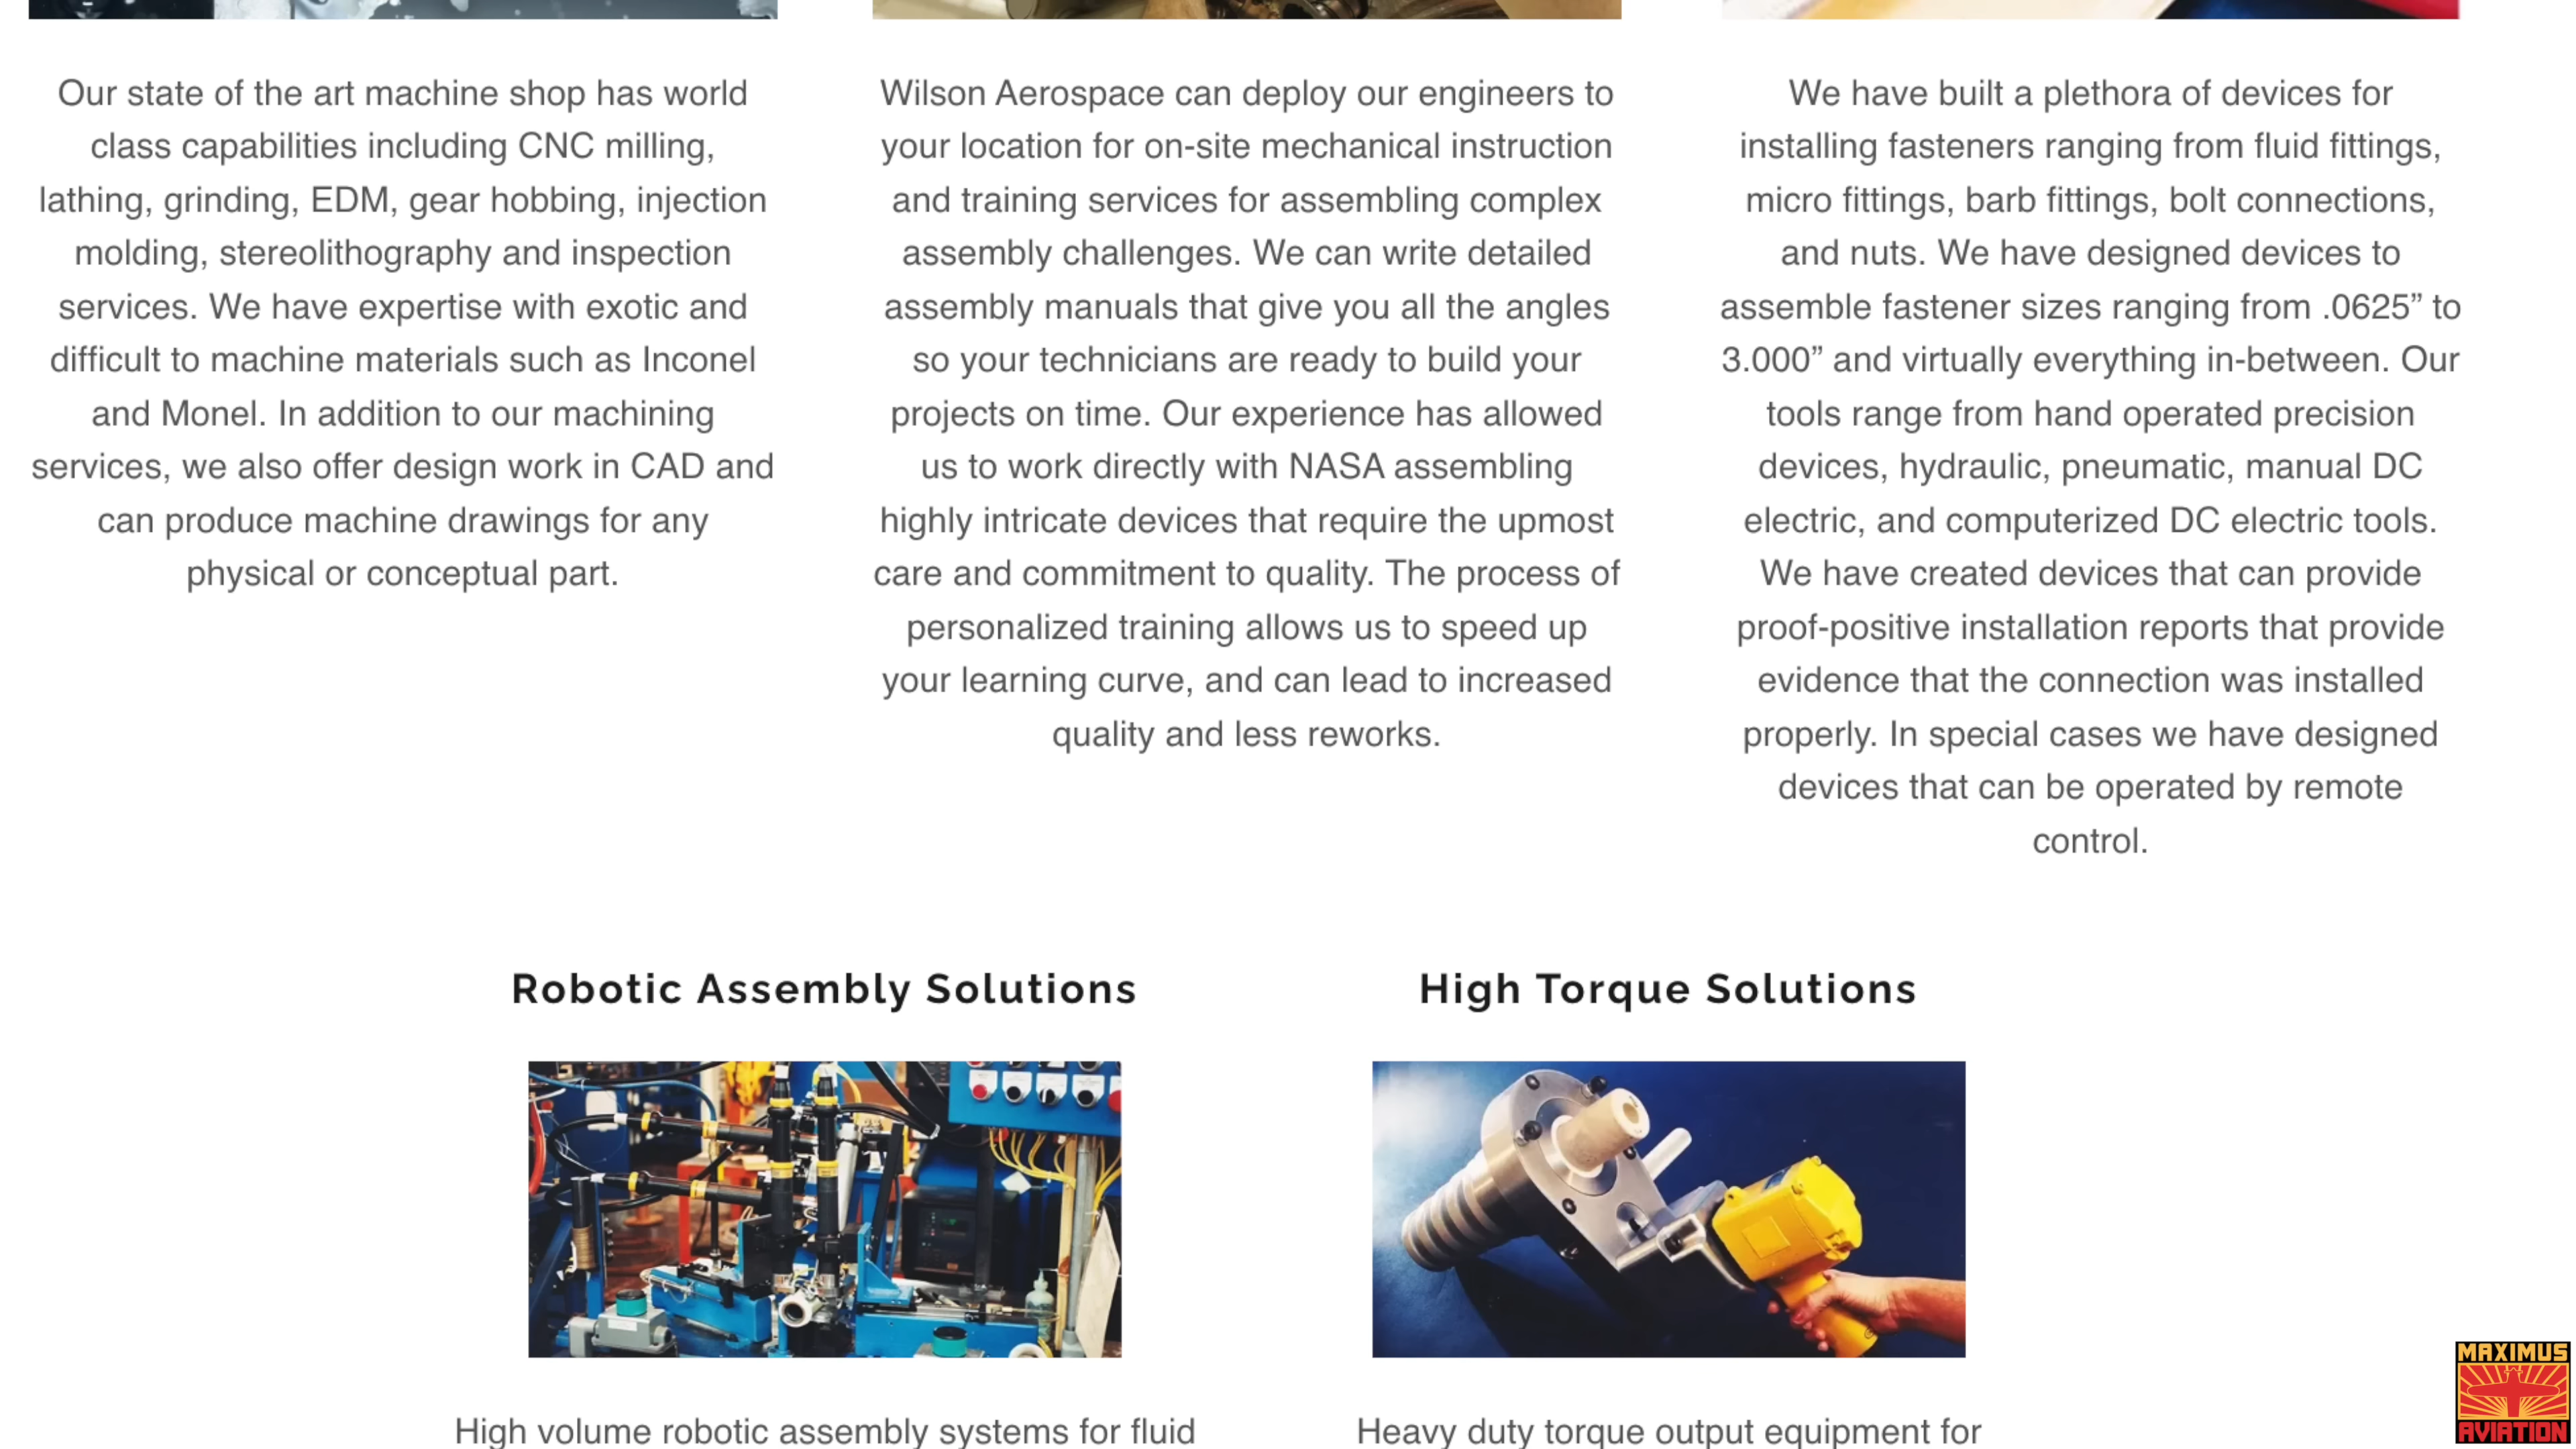 Our state of the art machine shop has world
class capabilities including CNC milling,
lathing, grinding, EDM, gear hobbing, injection
molding, stereolithography and inspection
services. We have expertise with exotic and
difficult to machine materials such as Inconel
and Monel. In addition to our machining
services, we also offer design work in CAD and
can produce machine drawings for any
physical or conceptual part.
Wilson Aerospace can deploy our engineers to
your location for on-site mechanical instruction
and training services for assembling complex
assembly challenges. We can write detailed
assembly manuals that give you all the angles
so your technicians are ready to build your
projects on time. Our experience has allowed
us to work directly with NASA assembling
highly intricate devices that require the upmost
care and commitment to quality. The process of
personalized training allows us to speed up
your learning curve, and can lead to increased
quality and less reworks.
We have built a plethora of devices for
installing fasteners ranging from fluid fittings,
micro fittings, barb fittings, bolt connections,
and nuts. We have designed devices to
assemble fastener sizes ranging from .0625” to
3.000” and virtually everything in-between. Our
tools range from hand operated precision
devices, hydraulic, pneumatic, manual DC
electric, and computerized DC electric tools.
We have created devices that can provide
proof-positive installation reports that provide
evidence that the connection was installed
properly. In special cases we have designed
devices that can be operated by remote
control.
Robotic Assembly Solutions
High Torque Solutions
High volume robotic assembly systems for fluid
Heavy duty torque output equipment for
MAXIMUS
AVIATION